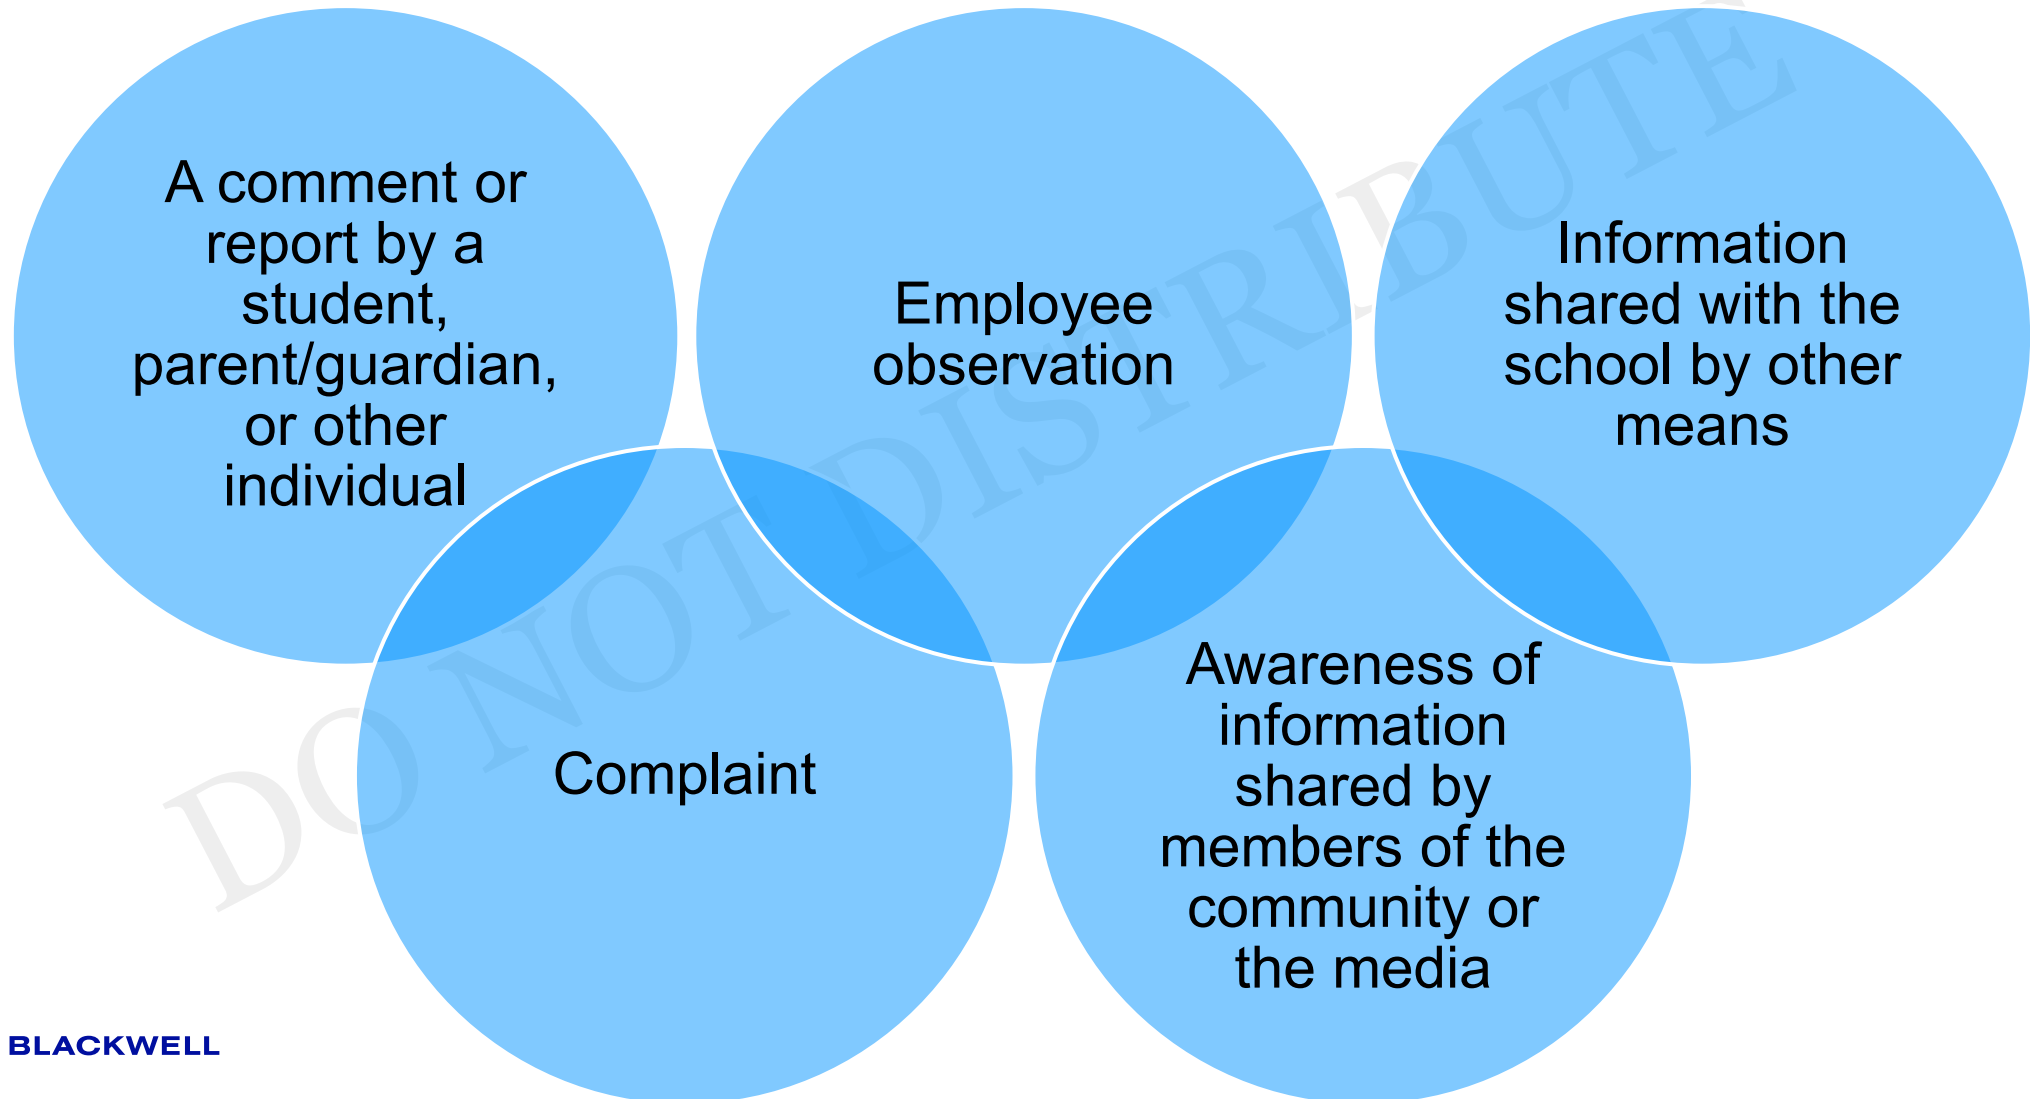 A comment or
report by a
student,
parent/guardian,
or other
individual
Complaint
Employee
observation
Awareness of
information
shared by
members of the
community or
the media
Information
shared with the
school by other
means
DO NOT DISTRIBUTE
BLACKWELL